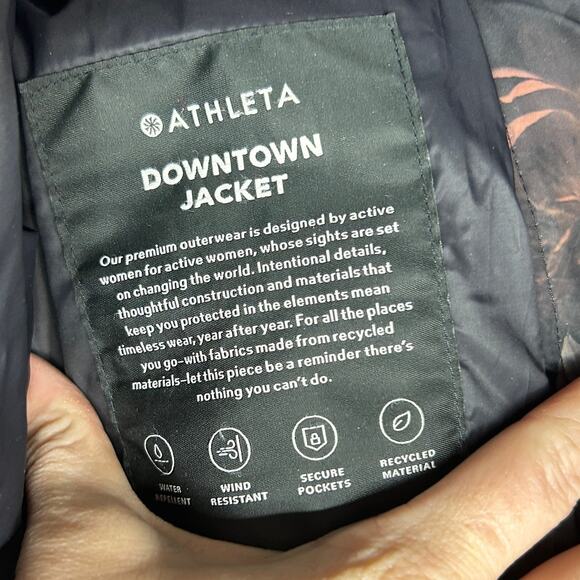 ATHLETA
DOWNTOWN
JACKET
Our premium outerwear is designed by active
women for active women, whose sights are set
on changing the world. Intentional details,
thoughtful construction and materials that
keep you protected in the elements mean
timeless wear, year after year. For all the places
you go–with fabrics made from recycled
materials–let this piece be a reminder there's
nothing you can't do.
WATER
REPELLENT
WIND
RESISTANT
SECURE
POCKETS
RECYCLED
MATERIAL